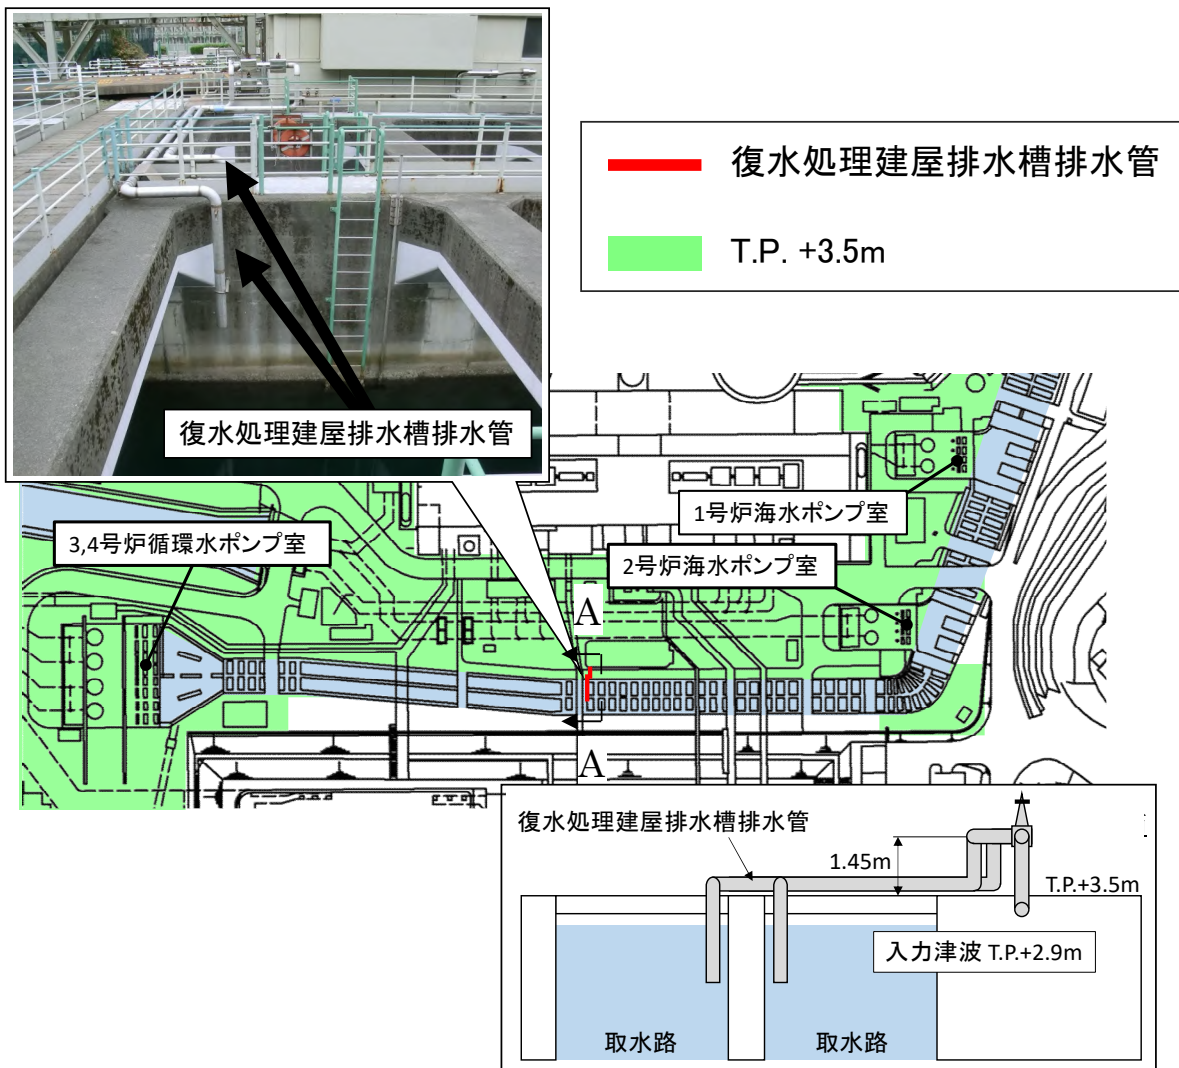 復水処理建屋排水槽排水管
復水処理建屋排水槽排水管
T.P. +3.5m
3,4号炉循環水ポンプ室
1号炉海水ポンプ室
2号炉海水ポンプ室
A
A
復水処理建屋排水槽排水管
1.45m
T.P.+3.5m
入力津波 T.P.+2.9m
取水路
取水路